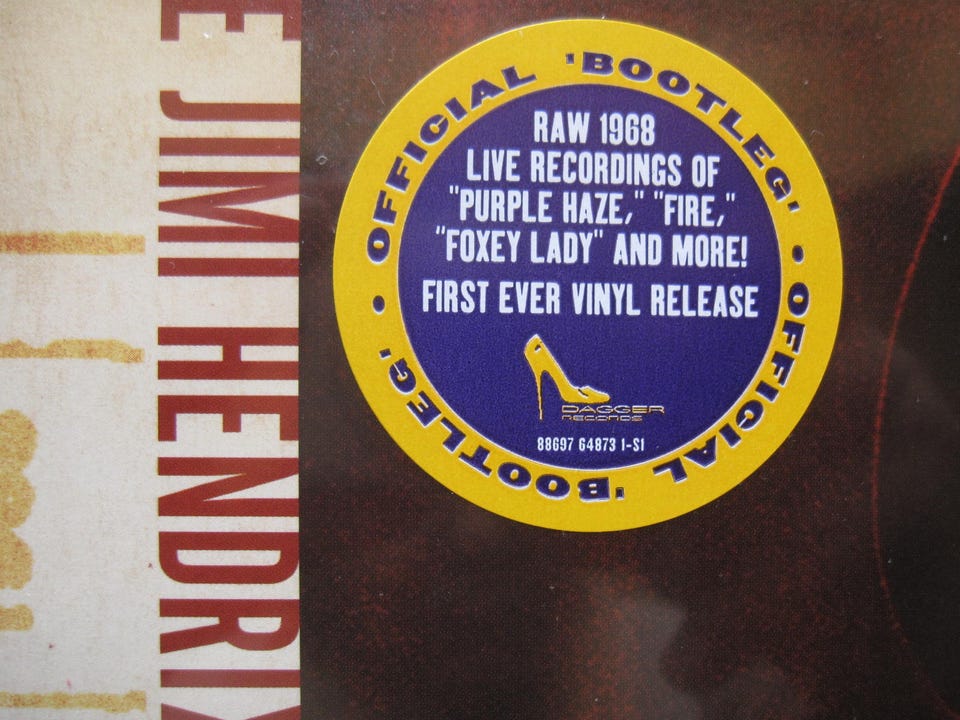 E JIMI HENDRIX
OFFICIAL 'BOOTLEG' • OFFICIAL 'BOOTLEG' •
RAW 1968
LIVE RECORDINGS OF
"PURPLE HAZE," "FIRE,"
"FOXEY LADY" AND MORE!
FIRST EVER VINYL RELEASE
DAGGER
RECORDS
88697 64873 1-S1